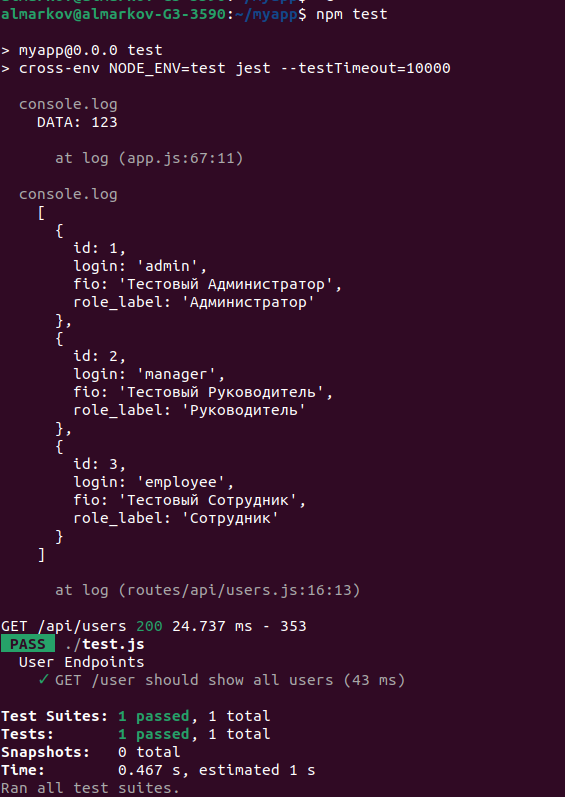 almarkov@almarkov-G3-3590:~/myapp$ npm test
> myapp@0.0.0 test
> cross-env NODE_ENV=test jest --testTimeout=10000
console.log
DATA: 123
at log (app.js:67:11)
console.log
[
{
id: 1,
login: 'admin',
fio: 'Тестовый Администратор',
role_label: 'Администратор'
},
{
id: 2,
login: 'manager',
fio: 'Тестовый Руководитель',
role_label: 'Руководитель'
},
{
id: 3,
login: 'employee',
fio: 'Тестовый Сотрудник',
role_label: 'Сотрудник'
}
]
at log (routes/api/users.js:16:13)
GET /api/users 200 24.737 ms - 353
PASS ./test.js
User Endpoints
✓ GET /user should show all users (43 ms)
Test Suites: 1 passed, 1 total
Tests: 1 passed, 1 total
Snapshots: 0 total
Time: 0.467 s, estimated 1 s
Ran all test suites.